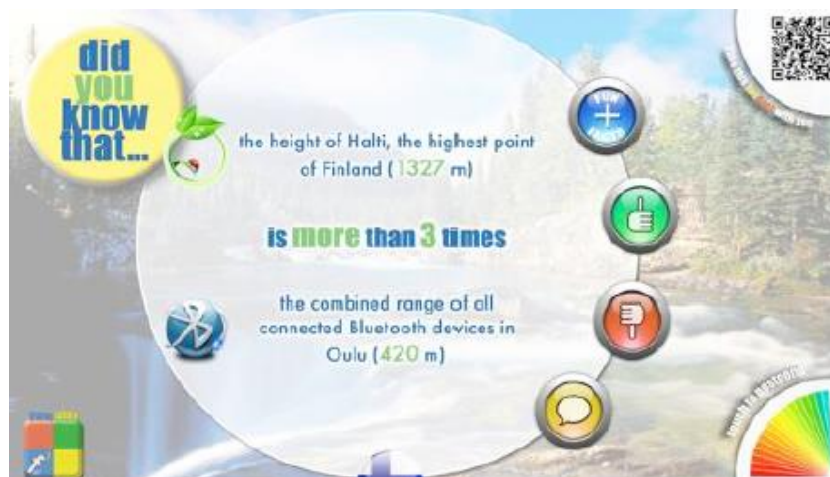 did
you
know
that...
the height of Halti, the highest point
of Finland (1327 m)
is more than 3 times
the combined range of all
connected Bluetooth devices in
Oulu (420 m)